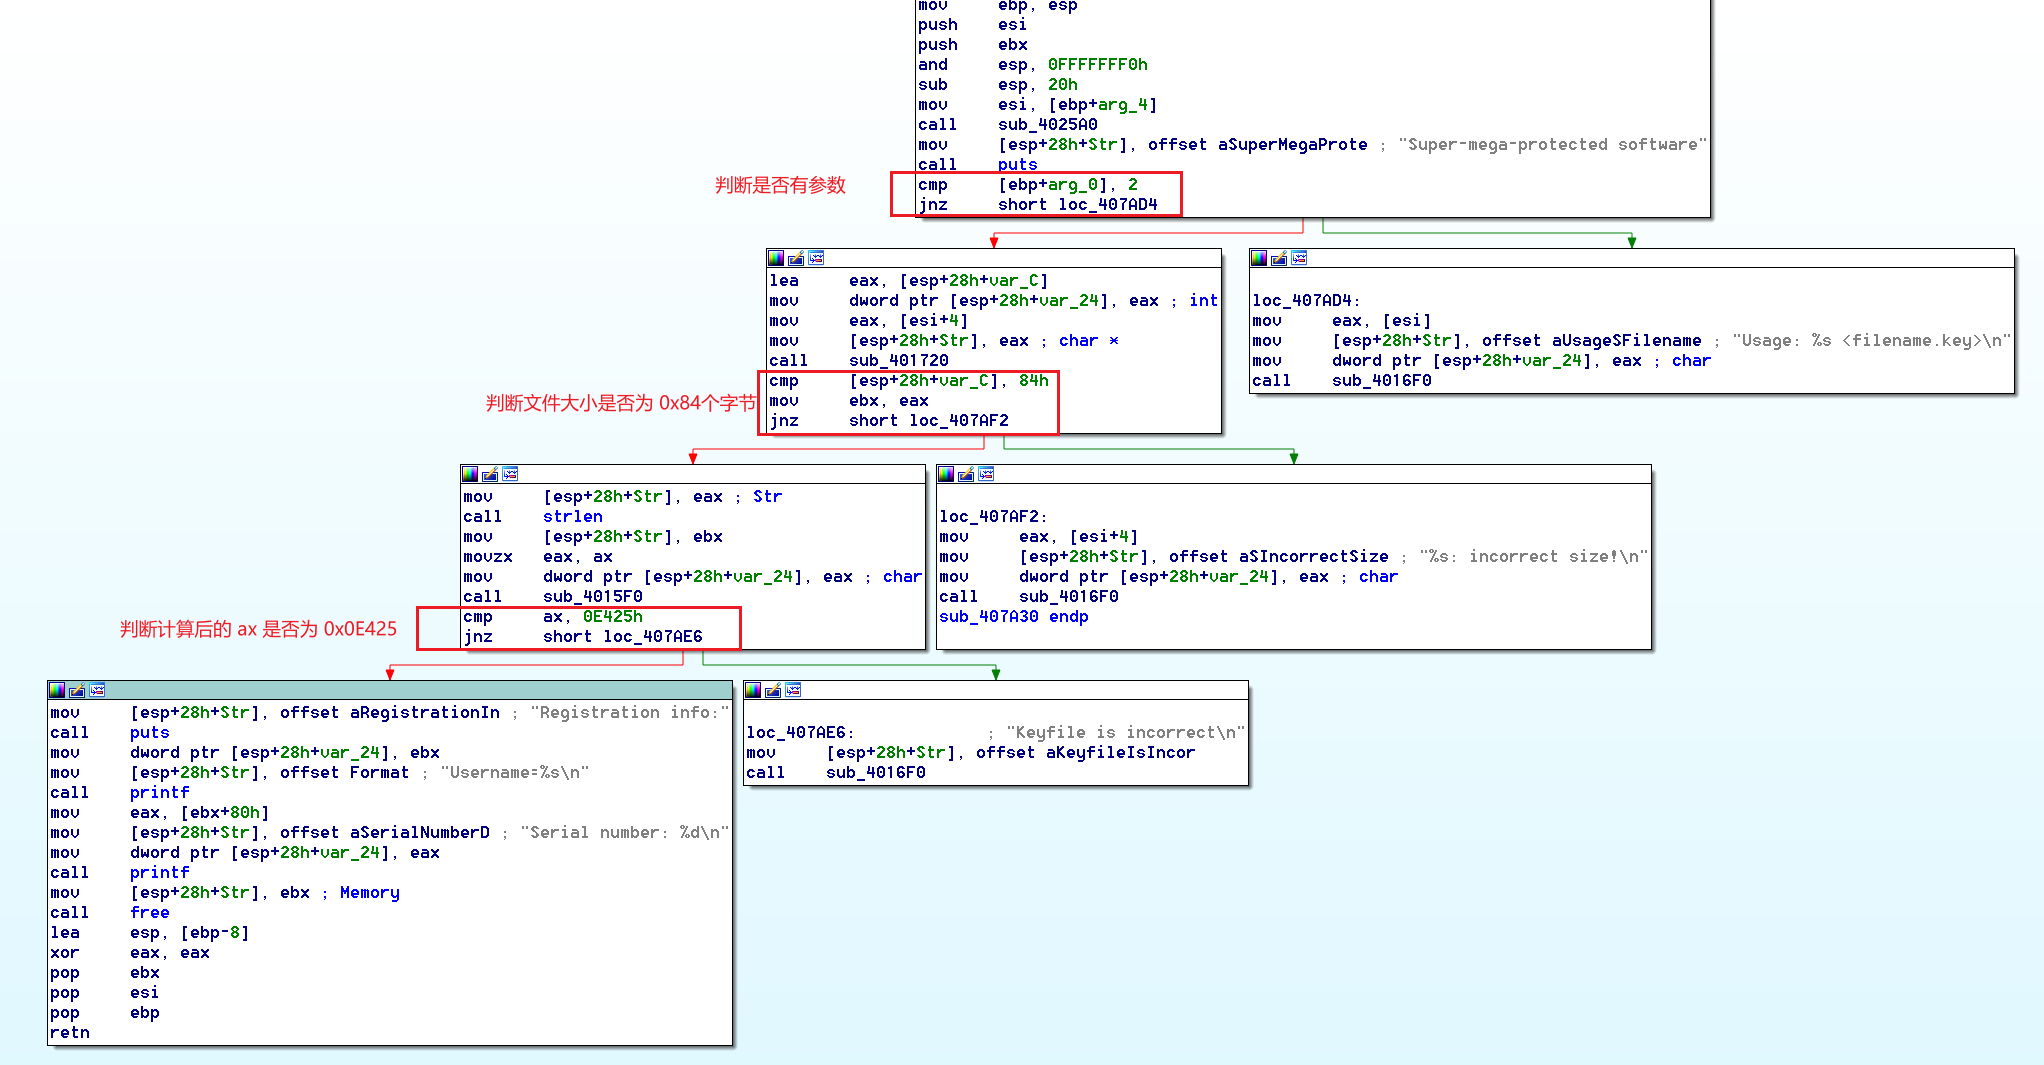 mov ebp, esp
push esi
push ebx
and esp, 0FFFFFFF0h
sub esp, 20h
mov esi, [ebp+arg_4]
call sub_4025A0
mov [esp+28h+Str], offset aSuperMegaProte ; "Super-mega-protected software"
call puts
cmp [ebp+arg_0], 2
jnz short loc_407AD4
判断是否有参数
lea eax, [esp+28h+var_C]
mov dword ptr [esp+28h+var_24], eax ; int
mov eax, [esi+4]
mov [esp+28h+Str], eax ; char *
call sub_401720
cmp [esp+28h+var_C], 84h
mov ebx, eax
jnz short loc_407AF2
判断文件大小是否为 0x84个字节
loc_407AD4:
mov eax, [esi]
mov [esp+28h+Str], offset aUsageSFilename ; "Usage: %s <filename.key>\n"
mov dword ptr [esp+28h+var_24], eax ; char
call sub_4016F0
mov [esp+28h+Str], eax ; Str
call strlen
mov [esp+28h+Str], ebx
movzx eax, ax
mov dword ptr [esp+28h+var_24], eax ; char
call sub_4015F0
cmp ax, 0E425h
jnz short loc_407AE6
判断计算后的 ax 是否为 0x0E425
loc_407AF2:
mov eax, [esi+4]
mov [esp+28h+Str], offset aSIncorrectSize ; "%s: incorrect size!\n"
mov dword ptr [esp+28h+var_24], eax ; char
call sub_4016F0
sub_407A30 endp
mov [esp+28h+Str], offset aRegistrationIn ; "Registration info:"
call puts
mov dword ptr [esp+28h+var_24], ebx
mov [esp+28h+Str], offset Format ; "Username=%s\n"
call printf
mov eax, [ebx+80h]
mov [esp+28h+Str], offset aSerialNumberD ; "Serial number: %d\n"
mov dword ptr [esp+28h+var_24], eax
call printf
mov [esp+28h+Str], ebx ; Memory
call free
lea esp, [ebp-8]
xor eax, eax
pop ebx
pop esi
pop ebp
retn
loc_407AE6: ; "Keyfile is incorrect\n"
mov [esp+28h+Str], offset aKeyfileIsIncor
call sub_4016F0